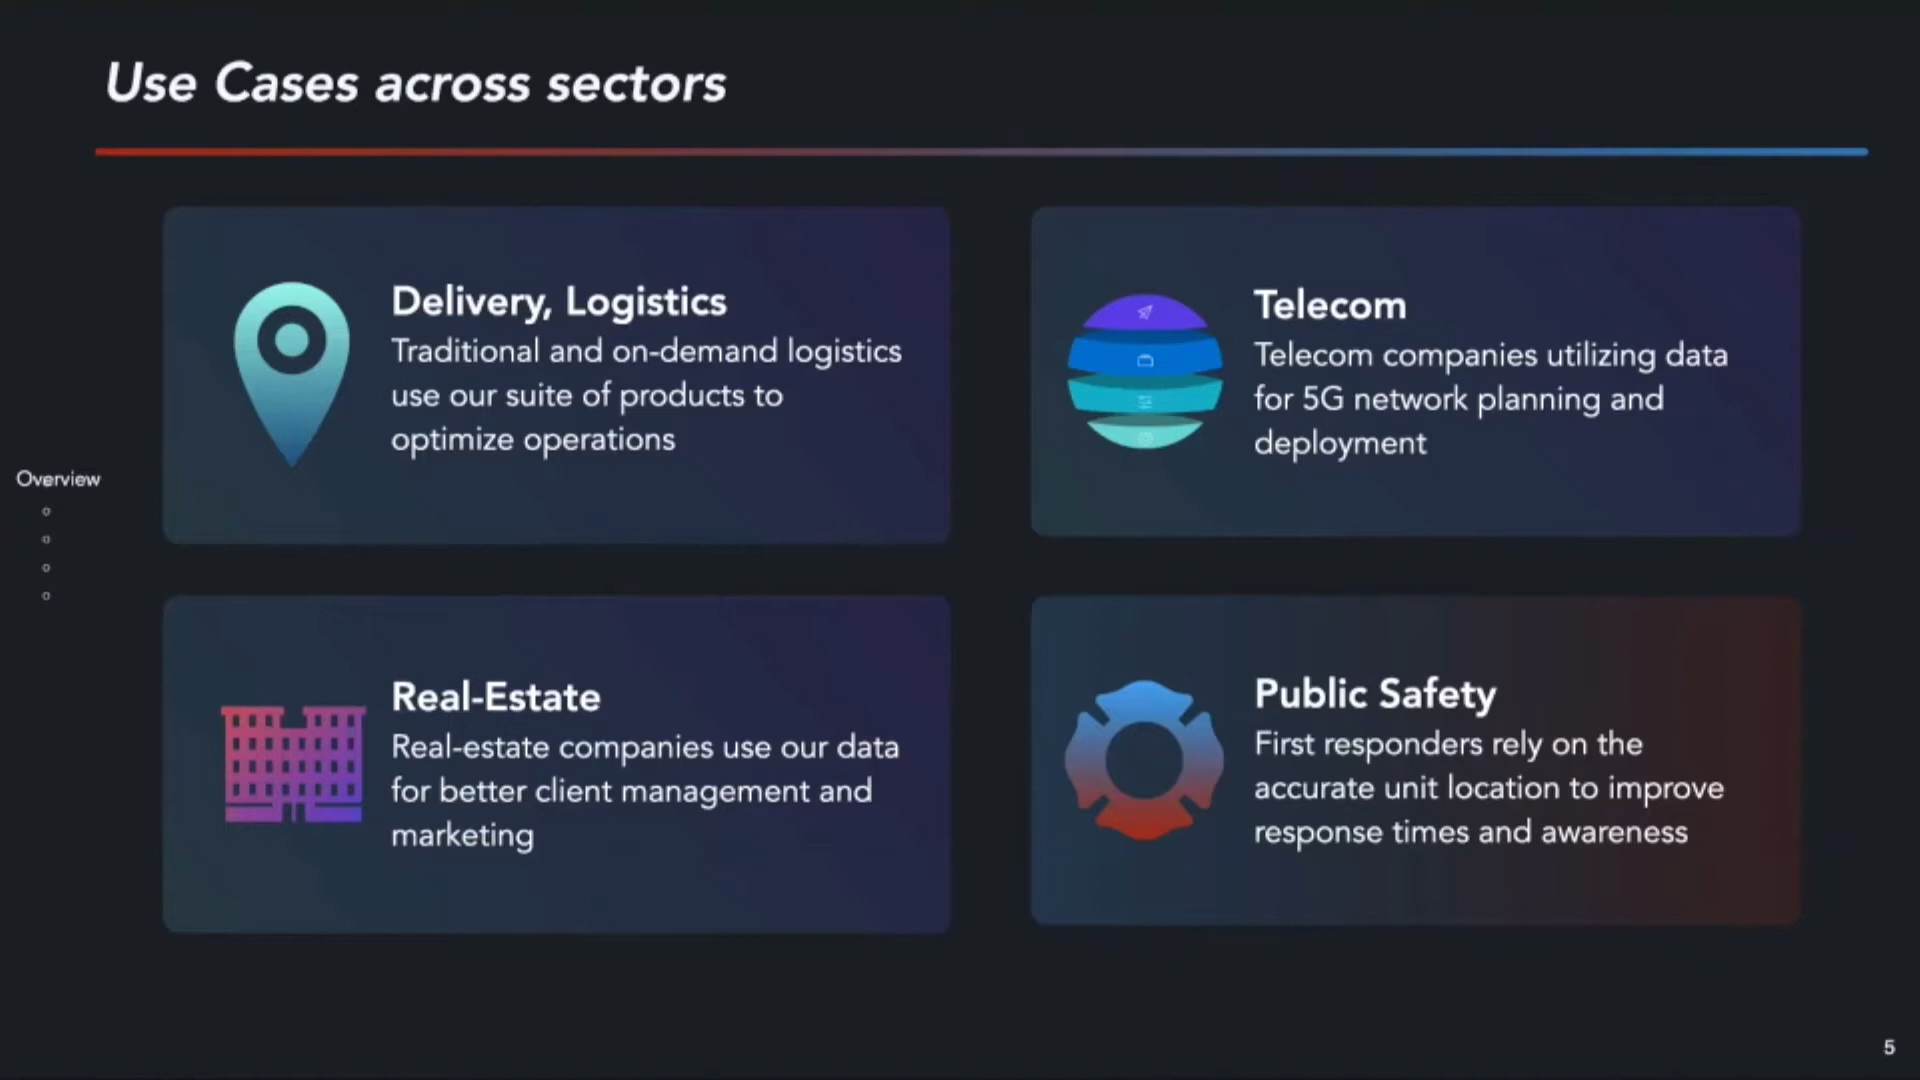 Use Cases across sectors
Delivery, Logistics
Traditional and on-demand logistics
use our suite of products to
optimize operations
Telecom
Telecom companies utilizing data
for 5G network planning and
deployment
Overview
Real-Estate
Real-estate companies use our data
for better client management and
marketing
Public Safety
First responders rely on the
accurate unit location to improve
response times and awareness
5